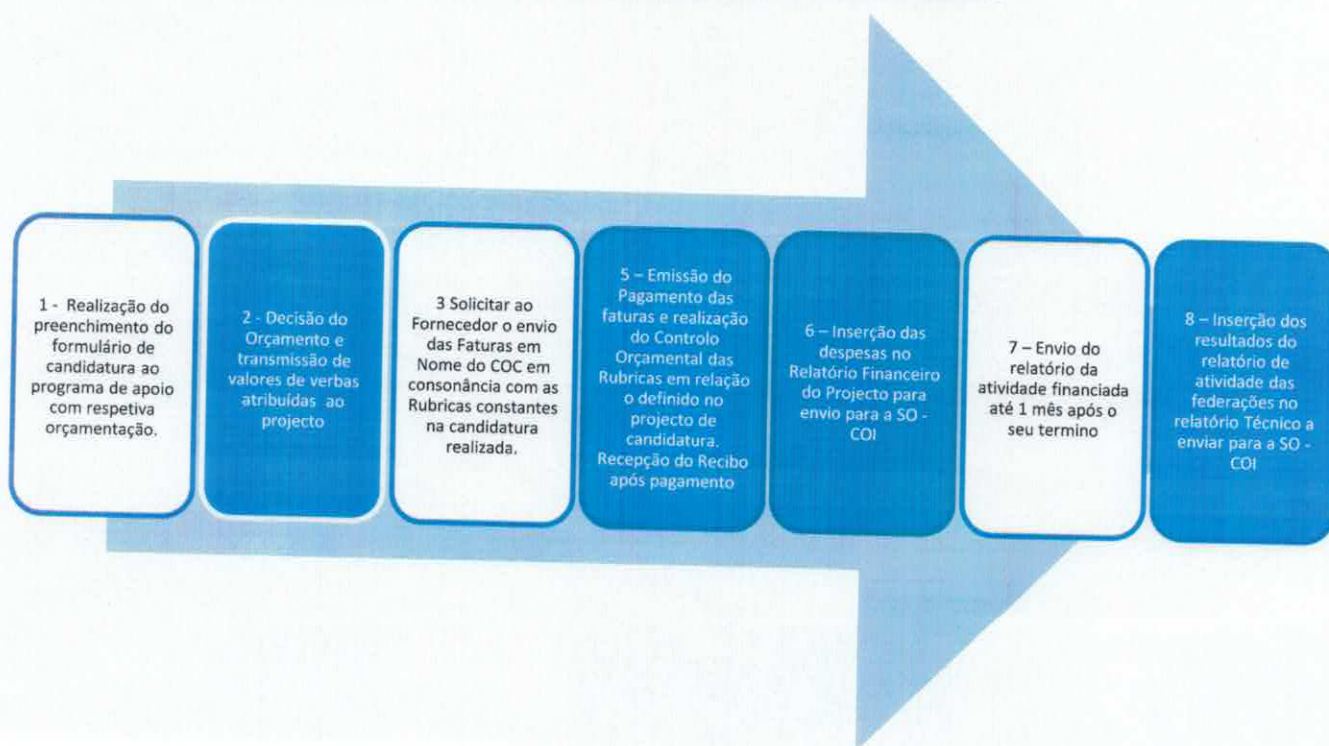 1 - Realização do
preenchimento do
formulário de
candidatura ao
programa de apoio
com respetiva
orçamentação.
2 - Decisão do
Orçamento e
transmissão de
valores de verbas
atribuídas ao
projecto
3 Solicitar ao
Fornecedor o envio
das Faturas em
Nome do COC em
consonância com as
Rubricas constantes
na candidatura
realizada.
5 – Emissão do
Pagamento das
faturas e realização
do Controlo
Orçamental das
Rubricas em relação
o definido no
projecto de
candidatura.
Recepção do Recibo
após pagamento
6 – Inserção das
despesas no
Relatório Financeiro
do Projecto para
envio para a SO -
COI
7 – Envio do
relatório da
atividade financiada
até 1 mês após o
seu termino
8 – Inserção dos
resultados do
relatório de
atividade das
federações no
relatório Técnico a
enviar para a SO -
COI